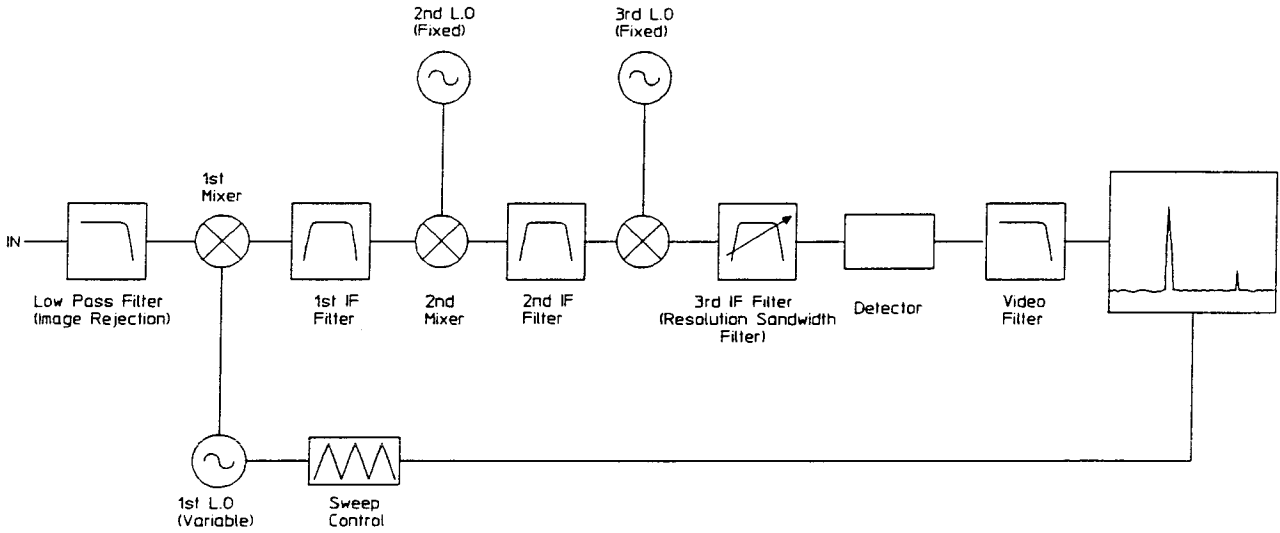 2nd L.O
(Fixed)
3rd L.O
(Fixed)
1st
Mixer
IN
Low Pass Filter
(Image Rejection)
1st IF
Filter
2nd
Mixer
2nd IF
Filter
3rd IF Filter
(Resolution Sandwidth
Filter)
Detector
Video
Filter
1st L.O
(Variable)
Sweep
Control